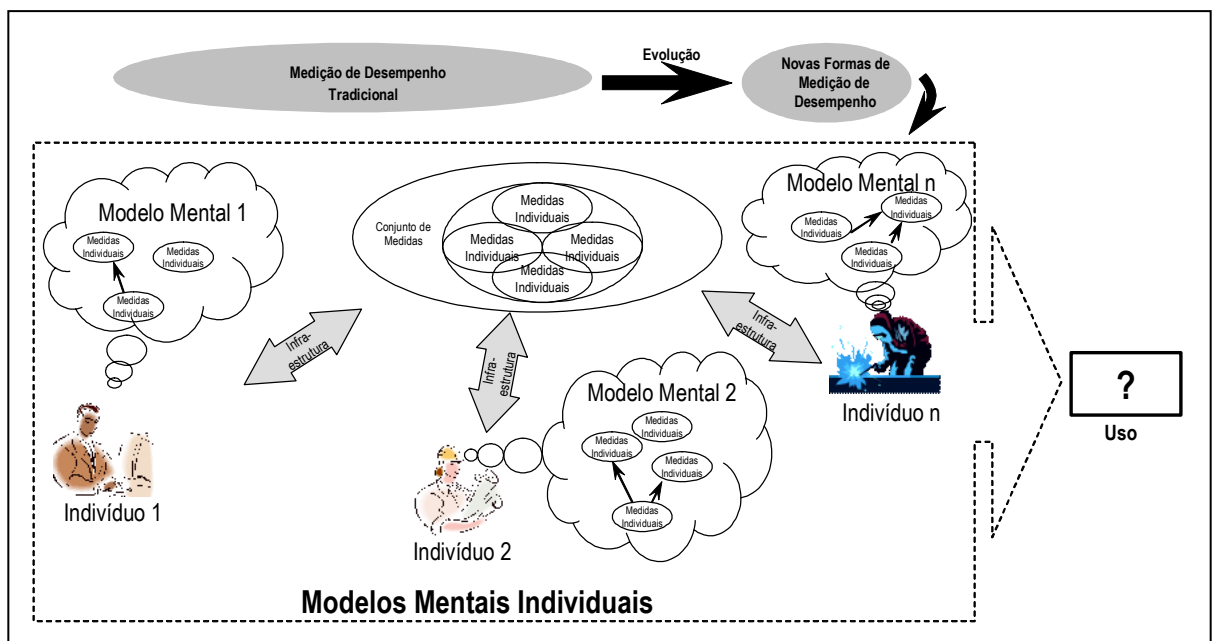 Medição de Desempenho
Tradicional
Evolução
Novas Formas de
Medição de
Desempenho
Modelo Mental 1
Medidas
Individuais
Medidas
Individuais
Medidas
Individuais
Conjunto de
Medidas
Medidas
Individuais
Medidas
Individuais
Medidas
Individuais
Medidas
Individuais
Modelo Mental n
Medidas
Individuais
Medidas
Individuais
Medidas
Individuais
Infra-
estrutura
Infra-
estrutura
Infra-
estrutura
Modelo Mental 2
Medidas
Individuais
Medidas
Individuais
Medidas
Individuais
Medidas
Individuais
Indivíduo 1
Indivíduo 2
Indivíduo n
?
Uso
Modelos Mentais Individuais